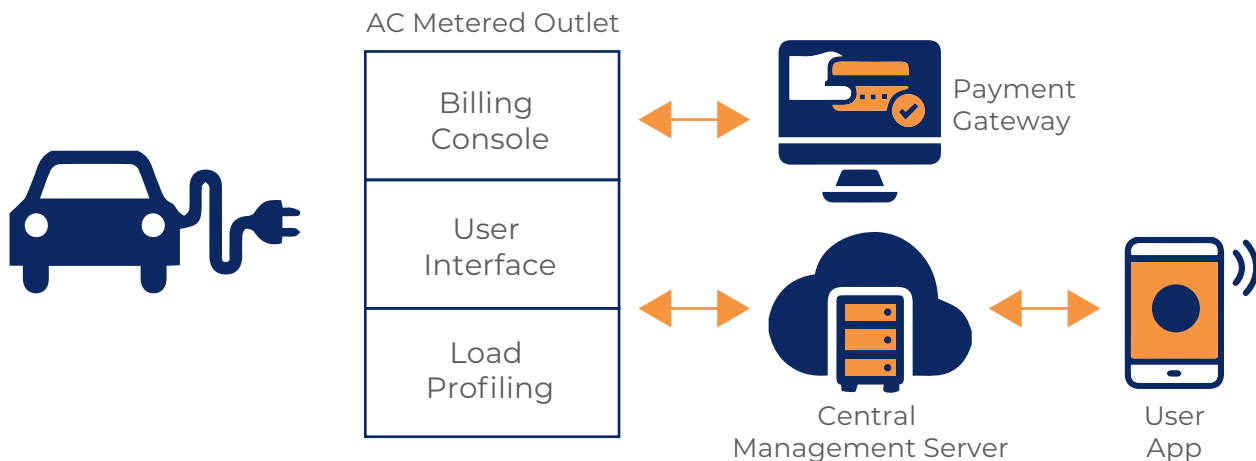 AC Metered Outlet
Billing
Console
Payment
Gateway
User
Interface
Load
Profiling
Central
Management Server
User
App